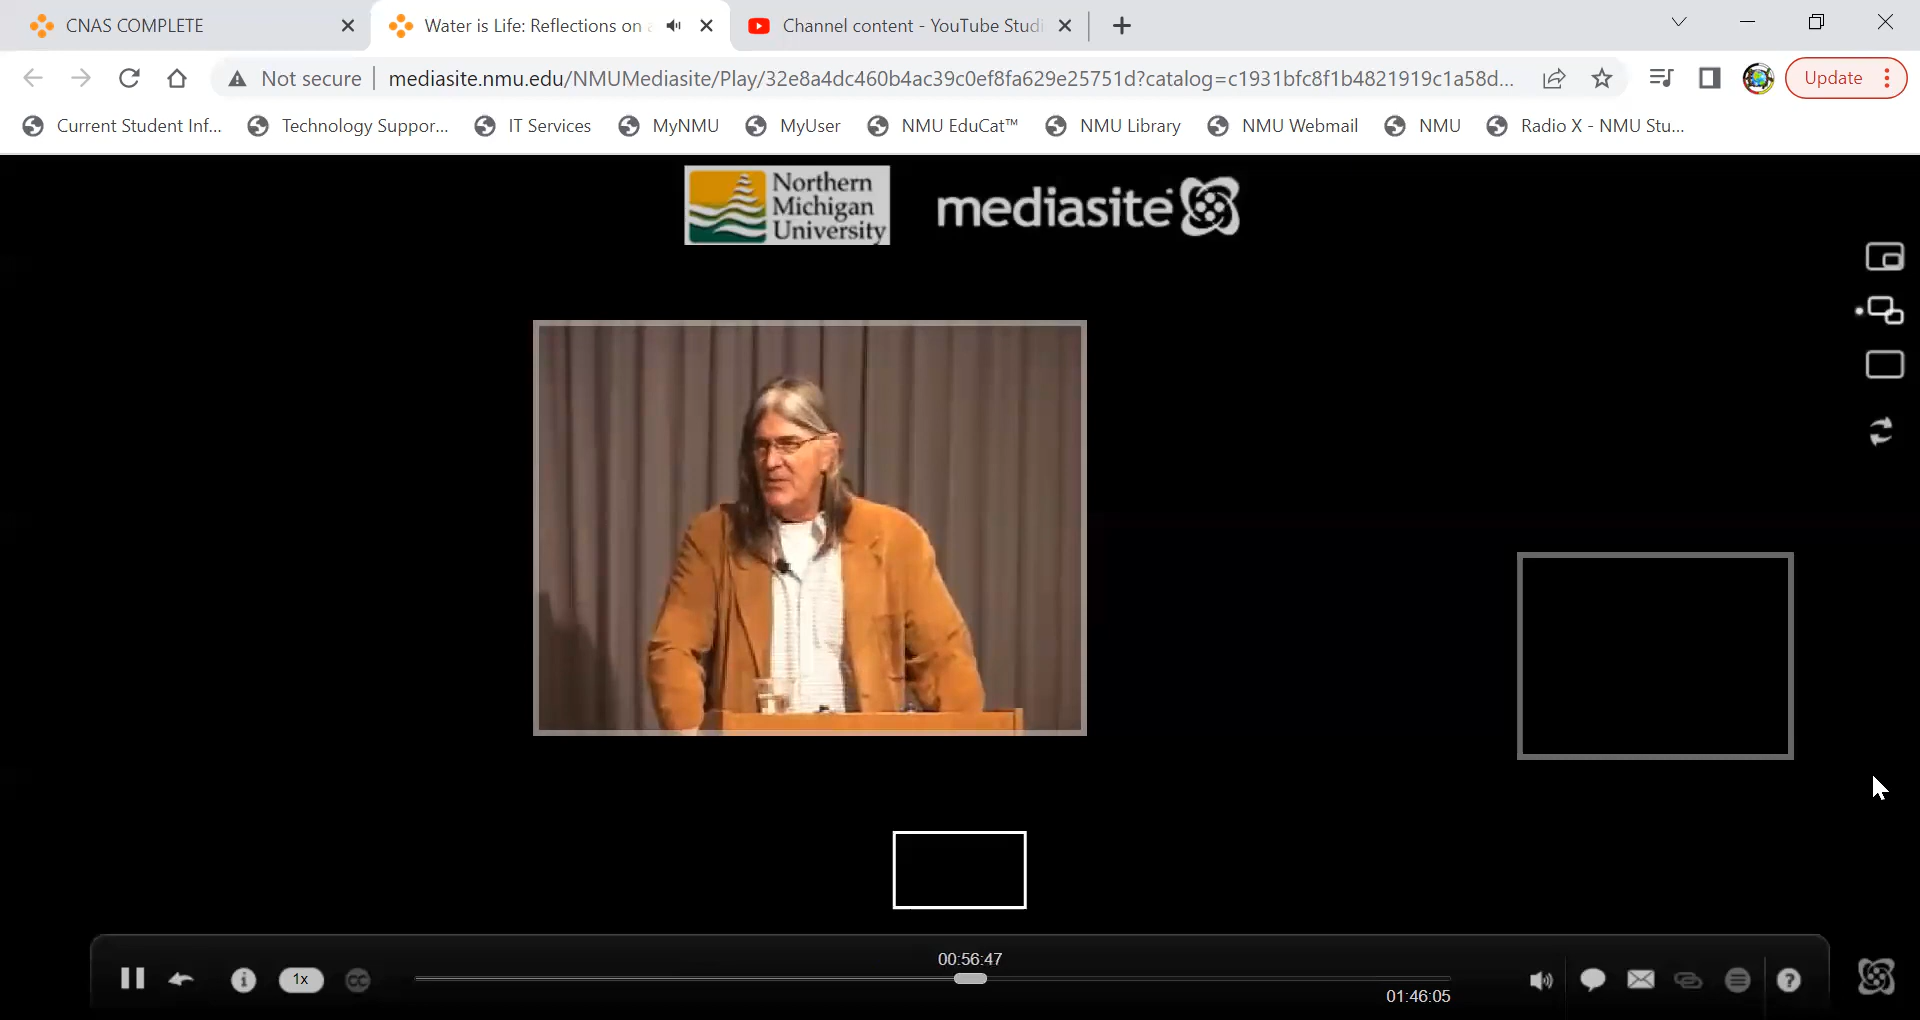 CNAS COMPLETE
Water is Life: Reflections on a
Channel content - YouTube Studi
Not secure
mediasite.nmu.edu/NMUMediasite/Play/32e8a4dc460b4ac39c0ef8fa629e25751d?catalog=c1931bfc8f1b4821919c1a58d...
Update
Current Student Inf...
Technology Suppor...
IT Services
MyNMU
MyUser
NMU EduCat™
NMU Library
NMU Webmail
NMU
Radio X - NMU Stu...
Northern
Michigan
University
mediasite
00:56:47
1x
CC
01:46:05